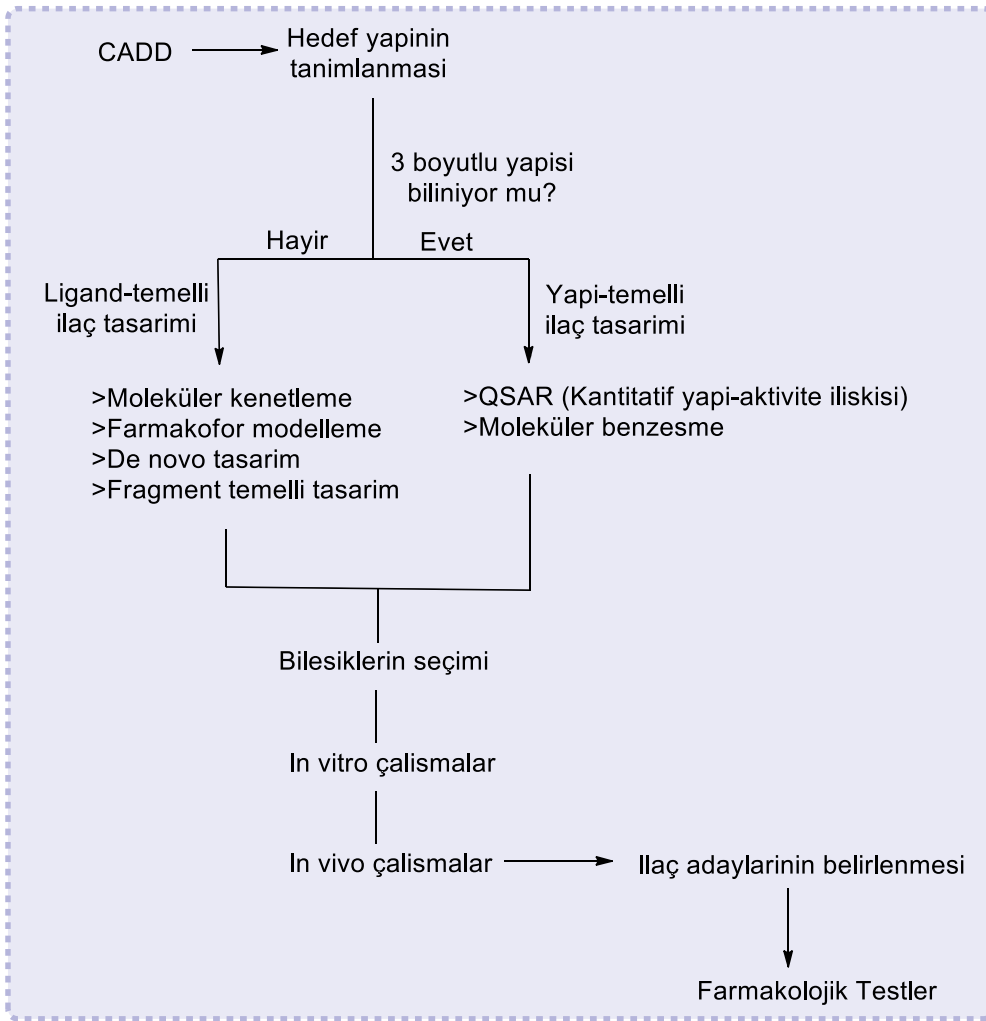 CADD
Hedef yapinin
tanimlanmasi
3 boyutlu yapisi
biliniyor mu?
Hayir
Evet
Ligand-temelli
ilaç tasarimi
Yapi-temelli
ilaç tasarimi
>Moleküler kenetleme
>Farmakofor modelleme
>De novo tasarim
>Fragment temelli tasarim
>QSAR (Kantitatif yapi-aktivite iliskisi)
>Moleküler benzesme
Bilesiklerin seçimi
In vitro çalismalar
In vivo çalismalar
Ilaç adaylarinin belirlenmesi
Farmakolojik Testler